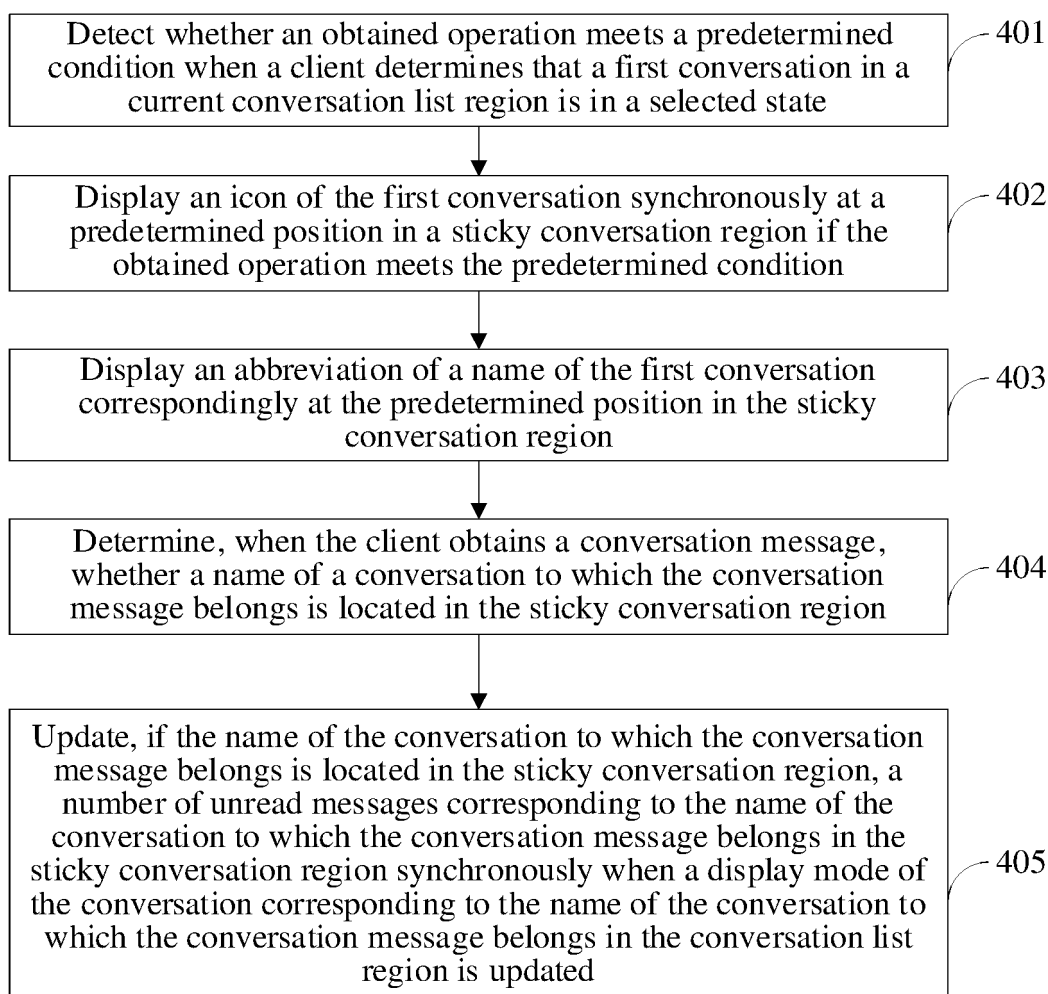 Detect whether an obtained operation meets a predetermined
condition when a client determines that a first conversation in a
current conversation list region is in a selected state
401
Display an icon of the first conversation synchronously at a
predetermined position in a sticky conversation region if the
obtained operation meets the predetermined condition
402
Display an abbreviation of a name of the first conversation
correspondingly at the predetermined position in the sticky
conversation region
403
Determine, when the client obtains a conversation message,
whether a name of a conversation to which the conversation
message belongs is located in the sticky conversation region
404
Update, if the name of the conversation to which the conversation
message belongs is located in the sticky conversation region, a
number of unread messages corresponding to the name of the
conversation to which the conversation message belongs in the
sticky conversation region synchronously when a display mode of
the conversation corresponding to the name of the conversation to
which the conversation message belongs in the conversation list
region is updated
405